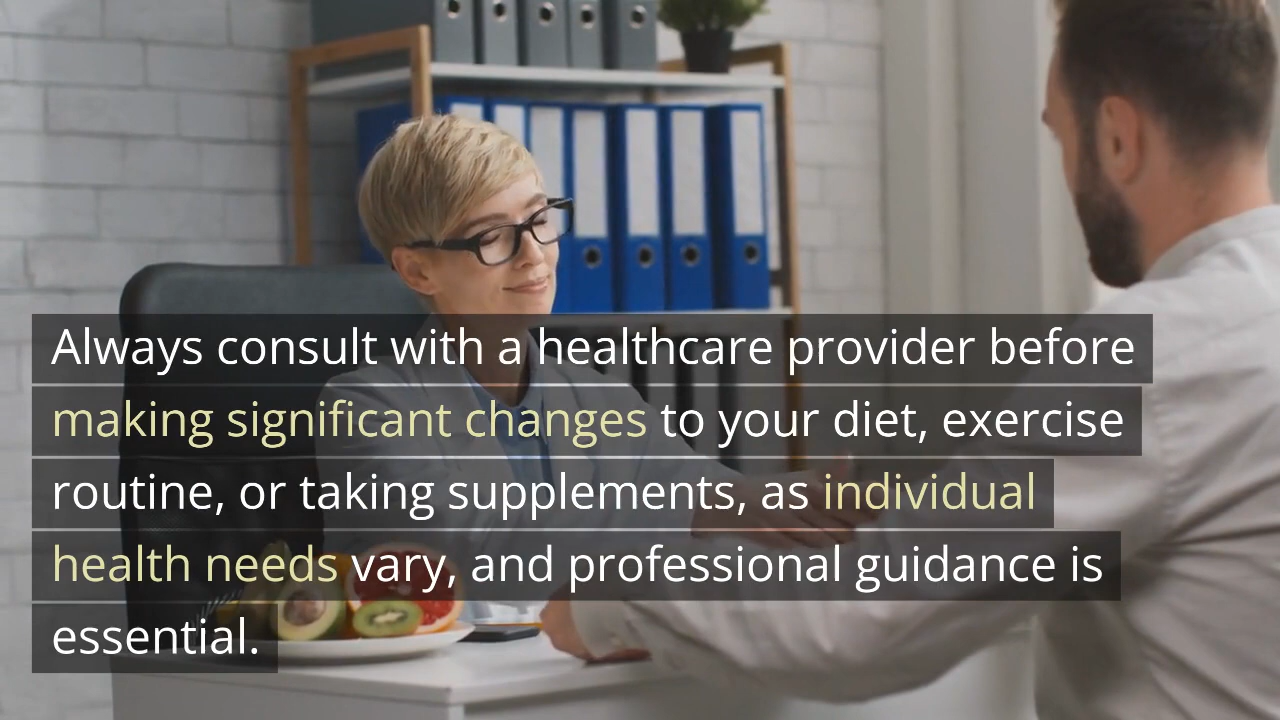 Always consult with a healthcare provider before
making significant changes to your diet, exercise
routine, or taking supplements, as individual
health needs vary, and professional guidance is
essential.